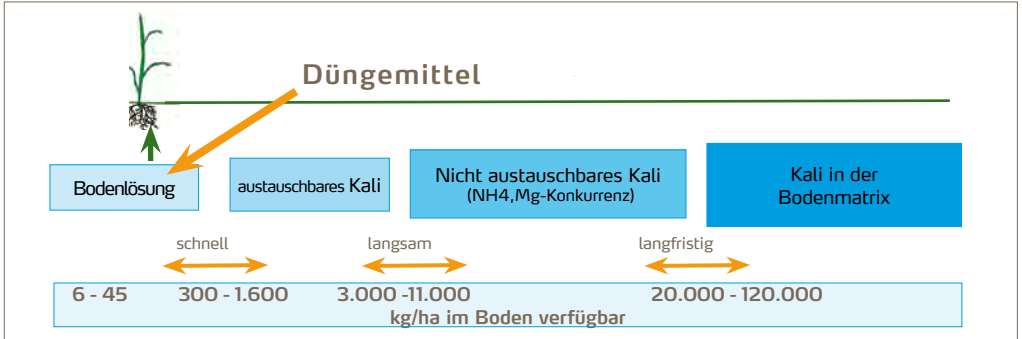 Düngemittel
Bodenlösung
austauschbares Kali
Nicht austauschbares Kali
(NH4,Mg-Konkurrenz)
Kali in der
Bodenmatrix
schnell
langsam
langfristig
6 - 45
300 - 1.600
3.000 -11.000
20.000 - 120.000
kg/ha im Boden verfügbar